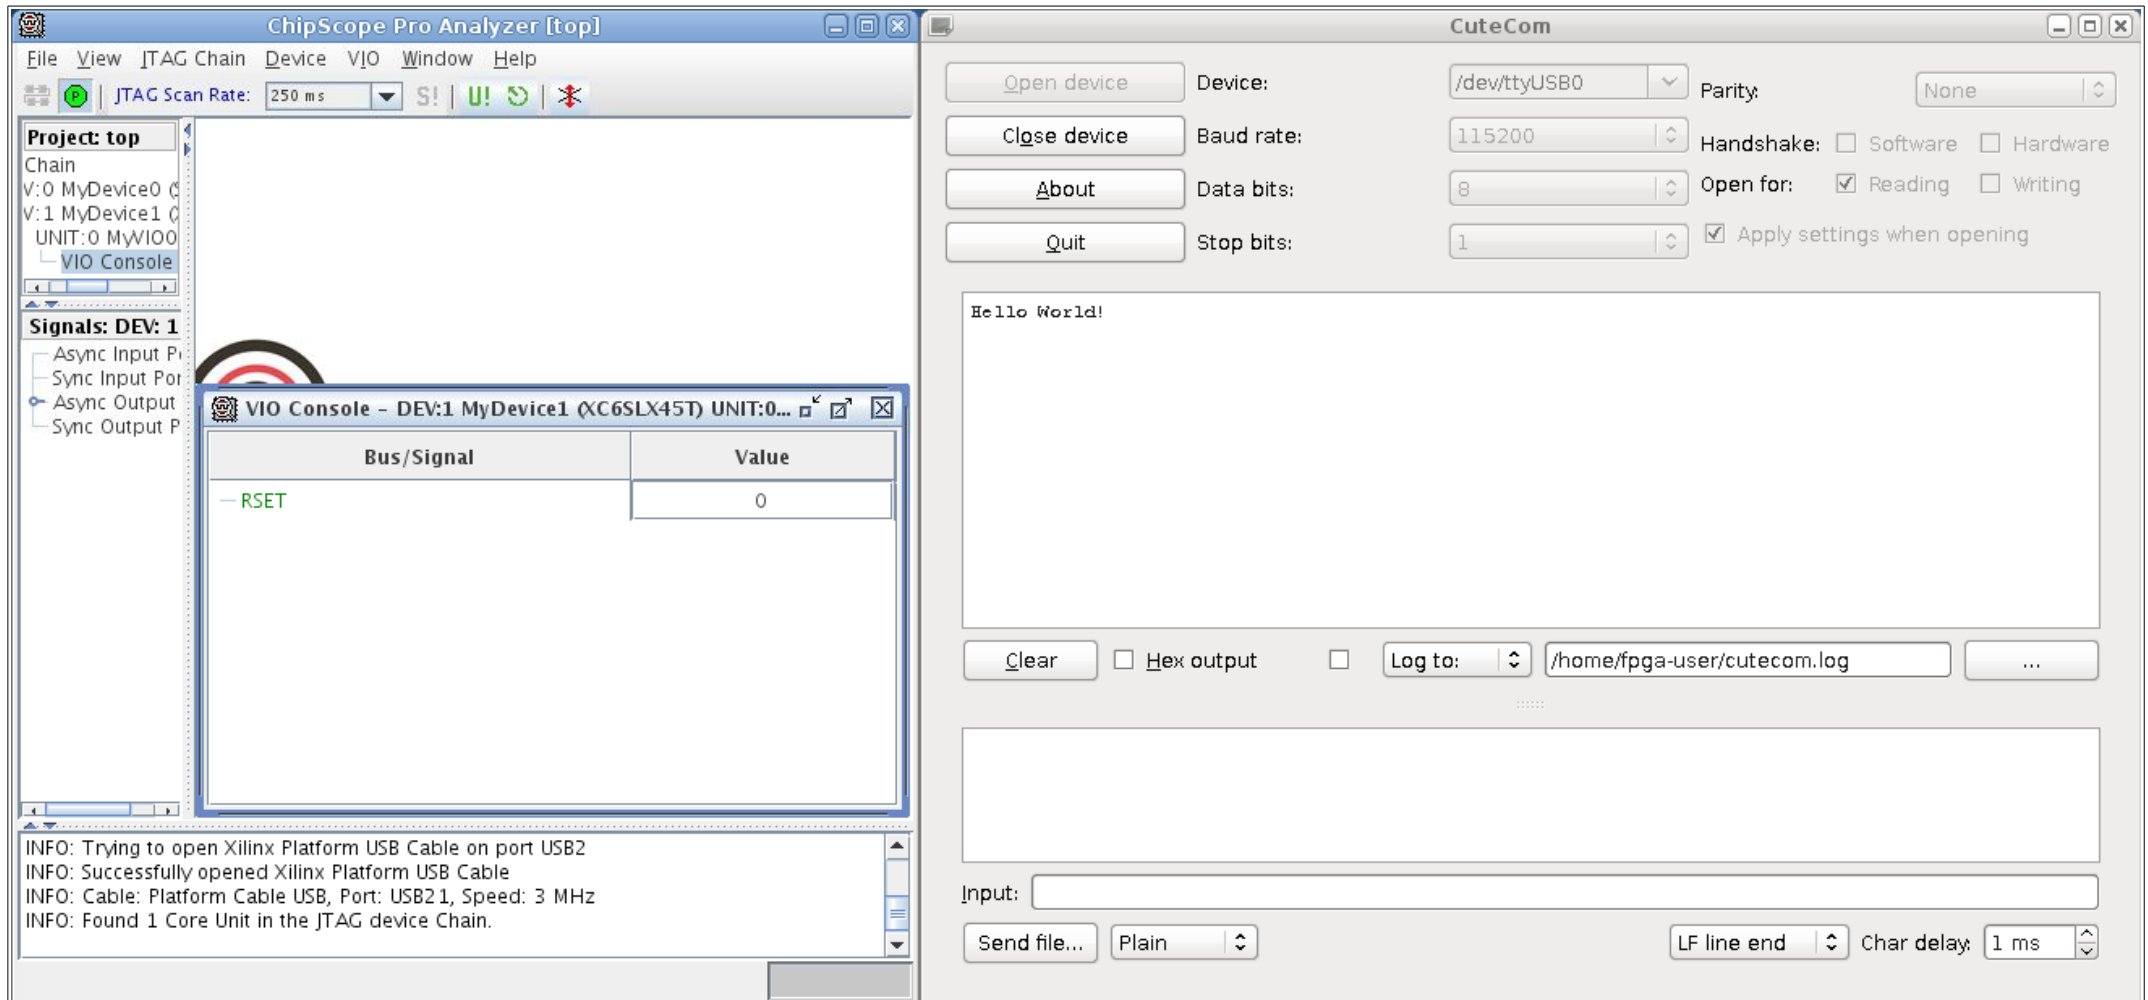 ChipScope Pro Analyzer [top]
File View JTAG Chain Device VIO Window Help
JTAG Scan Rate: 250 ms S! U!
Project: top
Chain
V:0 MyDevice0 (
V:1 MyDevice1 (
UNIT:0 MyVIO0
VIO Console
Signals: DEV: 1
Async Input P
Sync Input Por
Async Output
Sync Output P
VIO Console - DEV:1 MyDevice1 (XC6SLX45T) UNIT:0...
Bus/Signal Value
RSET 0
INFO: Trying to open Xilinx Platform USB Cable on port USB2
INFO: Successfully opened Xilinx Platform USB Cable
INFO: Cable: Platform Cable USB, Port: USB21, Speed: 3 MHz
INFO: Found 1 Core Unit in the JTAG device Chain.
CuteCom
Open device Device: /dev/ttyUSB0 Parity: None
Close device Baud rate: 115200 Handshake: Software Hardware
About Data bits: 8 Open for: Reading Writing
Quit Stop bits: 1 Apply settings when opening
Hello World!
Clear Hex output Log to: /home/fpga-user/cutecom.log ...
Input:
Send file... Plain LF line end Char delay: 1 ms